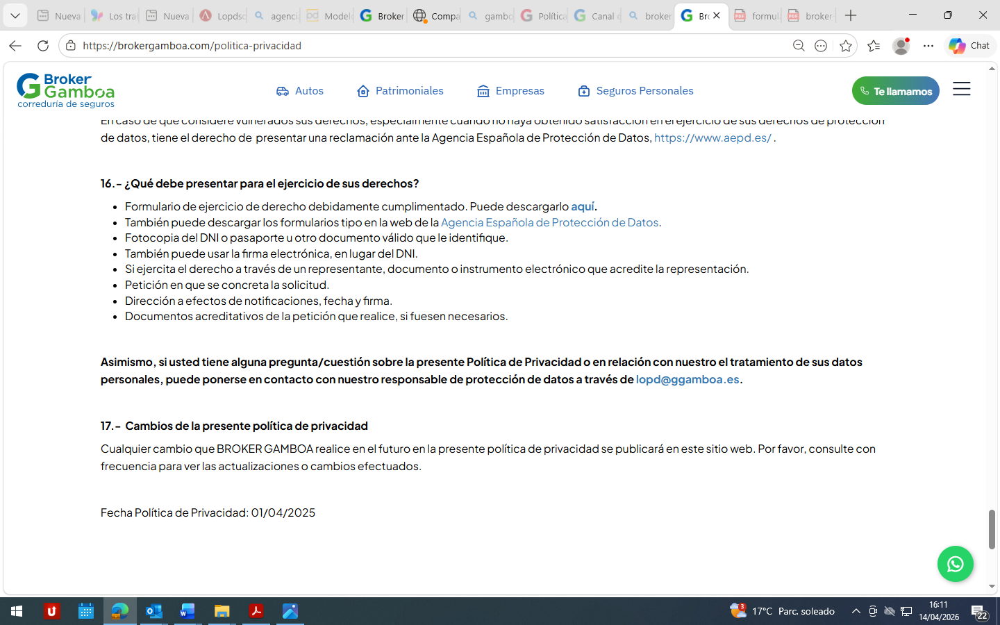 Nueva
Los tra
Nueva
Lopdsc
agenci
Model
Broker
Compa
gambo
Política
Canal e
broker
Br
formul
broker
https://brokergamboa.com/politica-privacidad
Chat
Broker
Gamboa
correduría de seguros
Autos
Patrimoniales
Empresas
Seguros Personales
Te llamamos
En caso de que considere vulnerados sus derechos, especialmente cuando no haya obtenido satisfacción en el ejercicio de sus derechos de protección
de datos, tiene el derecho de presentar una reclamación ante la Agencia Española de Protección de Datos, https://www.aepd.es/ .
16.- ¿Qué debe presentar para el ejercicio de sus derechos?
• Formulario de ejercicio de derecho debidamente cumplimentado. Puede descargarlo aquí.
• También puede descargar los formularios tipo en la web de la Agencia Española de Protección de Datos.
• Fotocopia del DNI o pasaporte u otro documento válido que le identifique.
• También puede usar la firma electrónica, en lugar del DNI.
• Si ejercita el derecho a través de un representante, documento o instrumento electrónico que acredite la representación.
• Petición en que se concreta la solicitud.
• Dirección a efectos de notificaciones, fecha y firma.
• Documentos acreditativos de la petición que realice, si fuesen necesarios.
Asimismo, si usted tiene alguna pregunta/cuestión sobre la presente Política de Privacidad o en relación con nuestro el tratamiento de sus datos
personales, puede ponerse en contacto con nuestro responsable de protección de datos a través de lopd@ggamboa.es.
17.- Cambios de la presente política de privacidad
Cualquier cambio que BROKER GAMBOA realice en el futuro en la presente política de privacidad se publicará en este sitio web. Por favor, consulte con
frecuencia para ver las actualizaciones o cambios efectuados.
Fecha Política de Privacidad: 01/04/2025
3
17°C Parc. soleado
16:11
14/04/2026
22